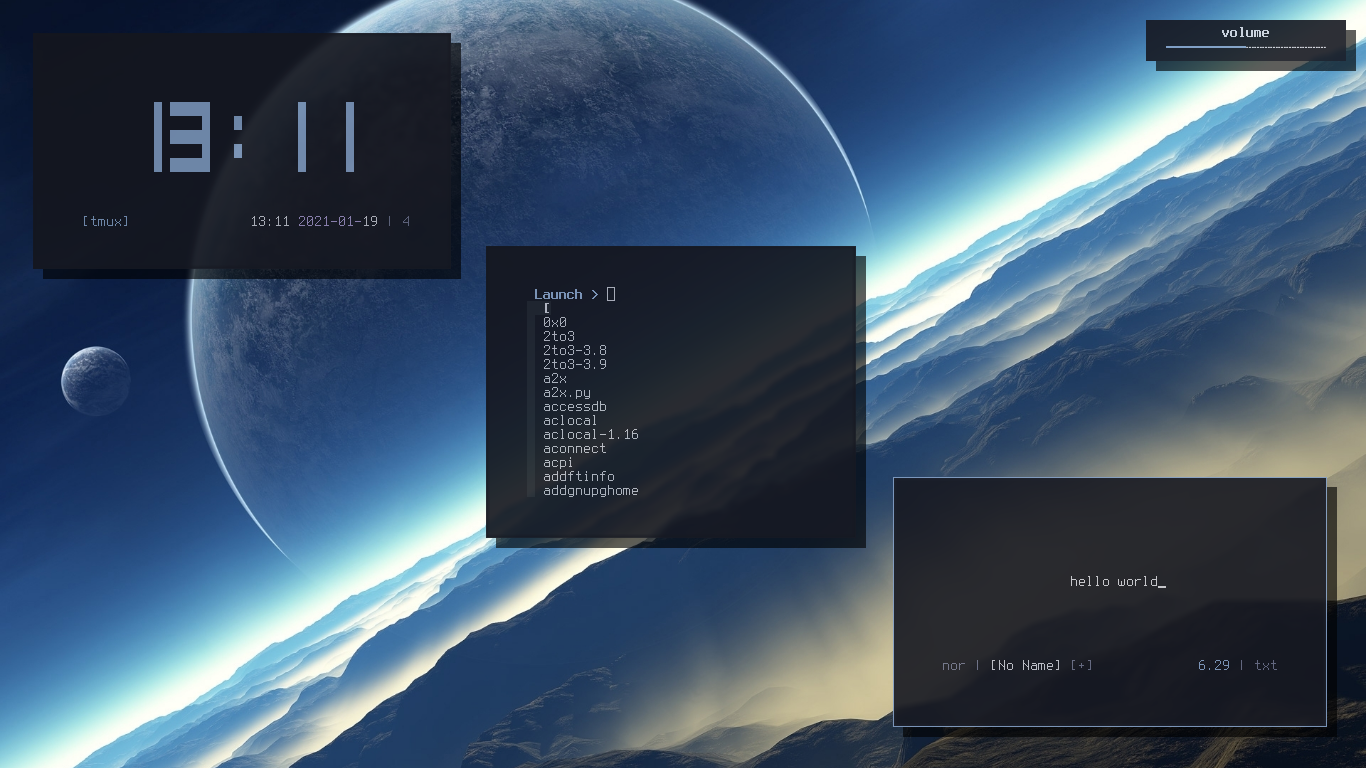 13:11
[tmux] 13:11 2021-01-19 | 4
volume
Launch >
[
0x0
2to3
2to3-3.8
2to3-3.9
a2x
a2x.py
accessdb
aclocal
aclocal-1.16
aconnect
acpi
addftinfo
addgnupghome
hello world_
nor | [No Name] [+] 6.29 | txt